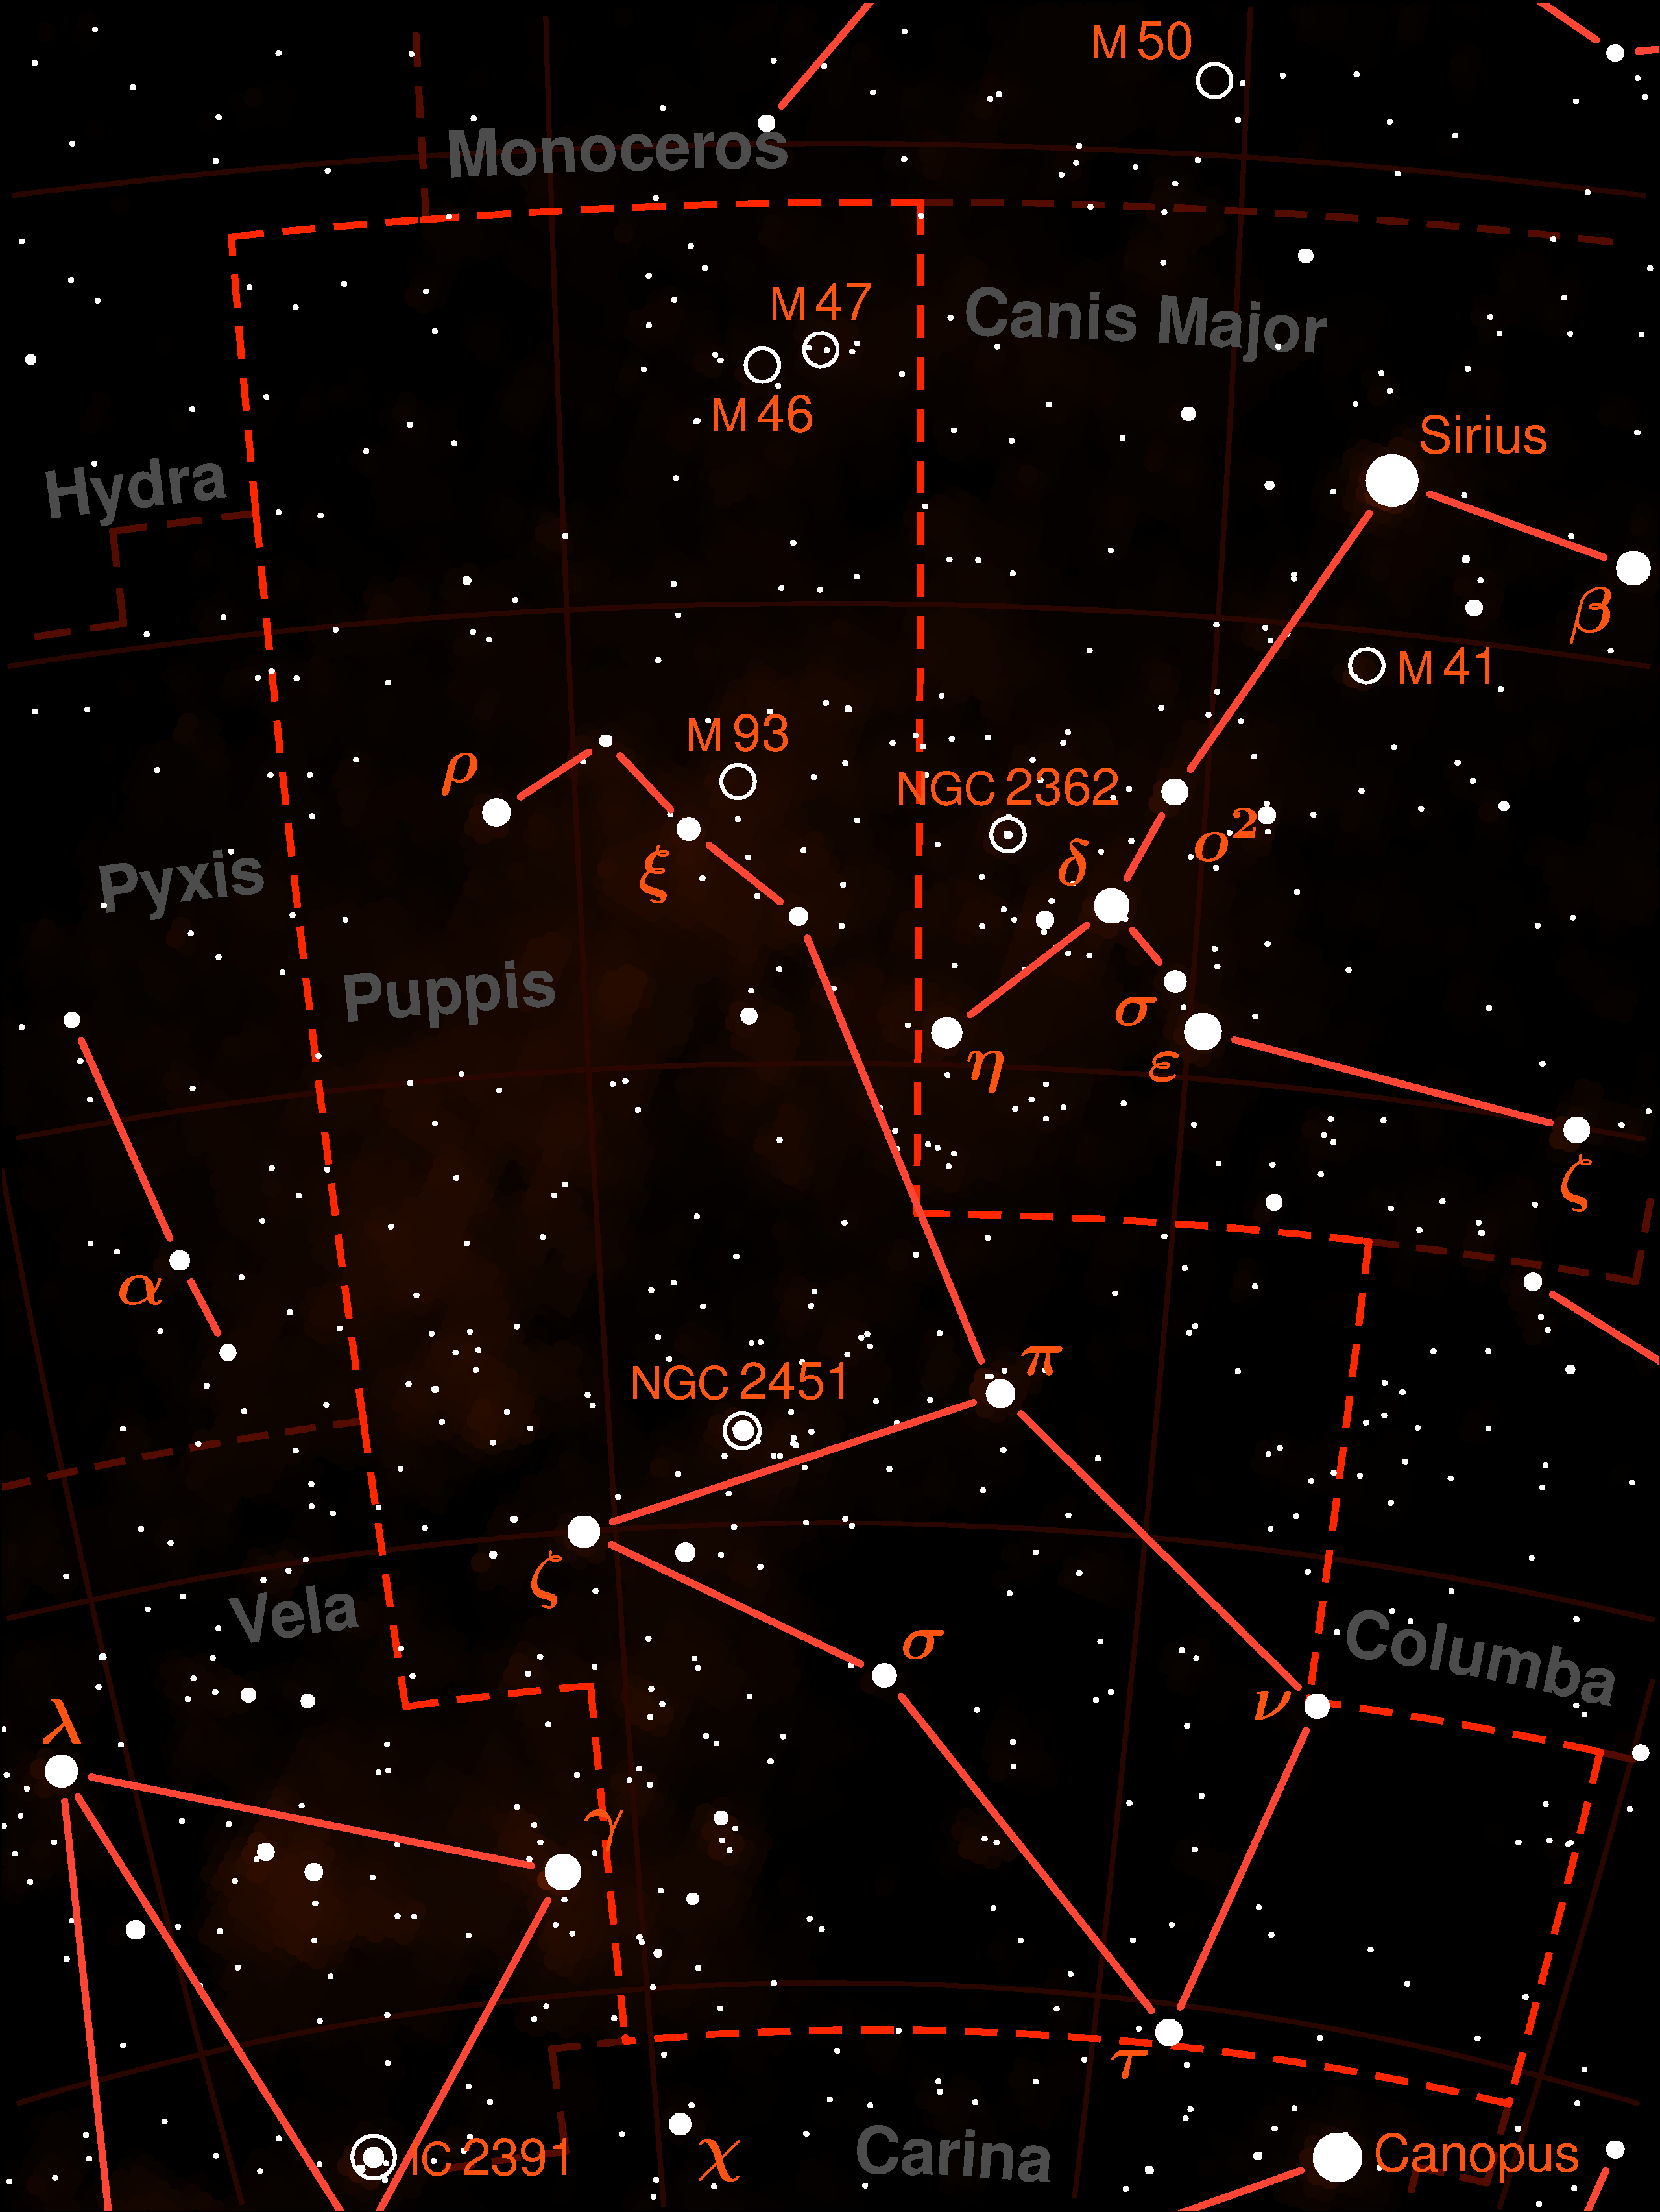 M 50
Monoceros
M 47
Canis Major
M 46
Sirius
Hydra
β
M 41
M 93
ρ
NGC 2362
ο²
ξ
δ
Pyxis
Puppis
σ
η
ε
ζ
α
π
NGC 2451
ζ
Vela
σ
Columba
ν
λ
γ
τ
χ
Carina
Canopus
IC 2391